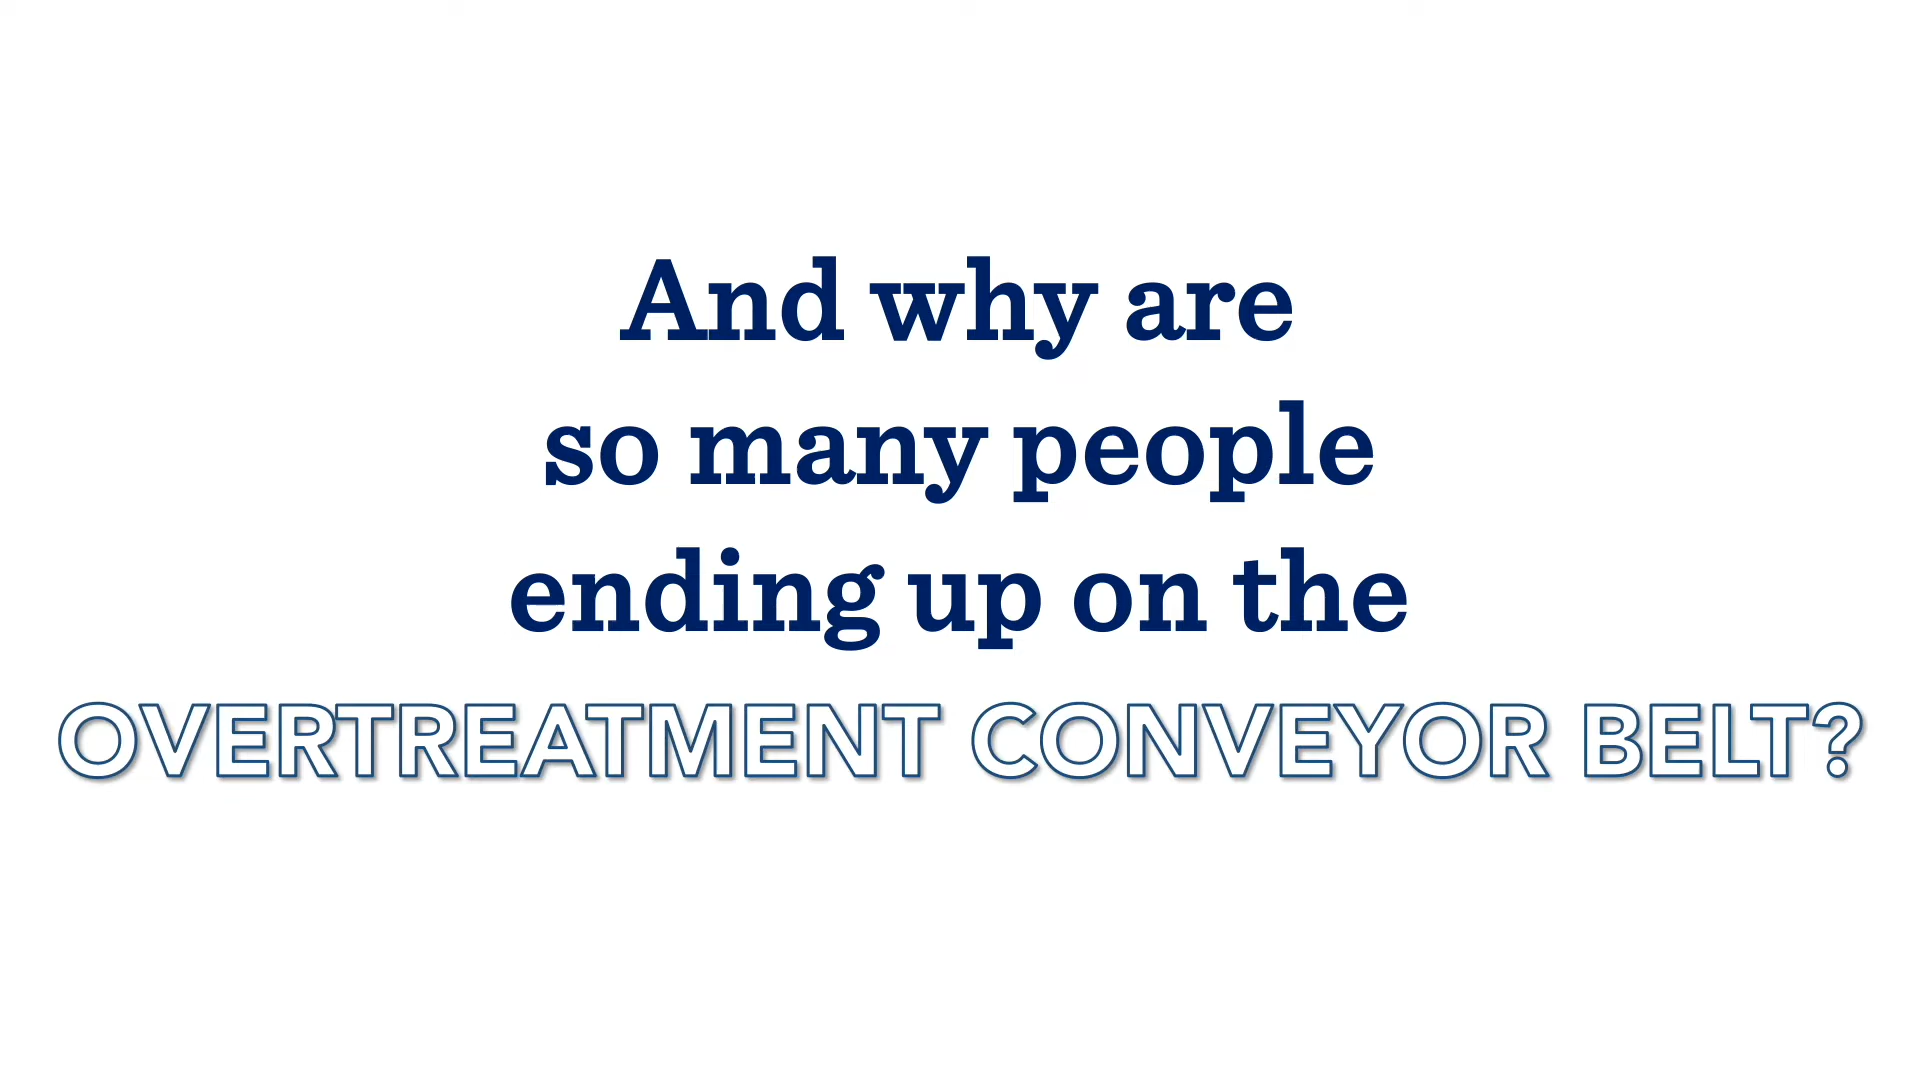 And why are
so many people
ending up on the
OVERTREATMENT CONVEYOR BELT?